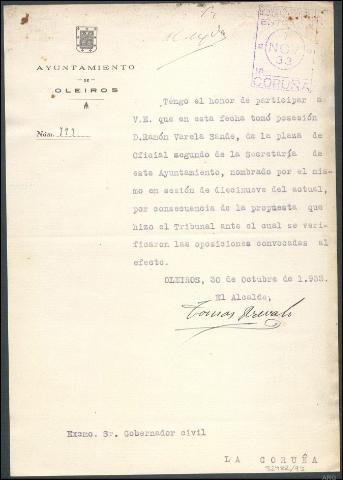 AYUNTAMIENTO
DE
OLEIROS
NOV
33
CORUÑA
Núm.
Tengo el honor de participar a
V.E. que en esta fecha tomó posesión
D.Ramón Varela Sande, de la plaza de
Oficial segundo de la Secretaría de
este Ayuntamiento, nombrado por el mis-
mo en sesión de diecinueve del actual,
por consecuencia de la propuesta que
hizo el Tribunal ante el cual se veri-
ficaron las oposiciones convocadas al
efecto.
OLEIROS, 30 de Octubre de 1.933.
El Alcalde,
Excmo. Sr. Gobernador civil
LA CORUÑA
32982/93
ARG